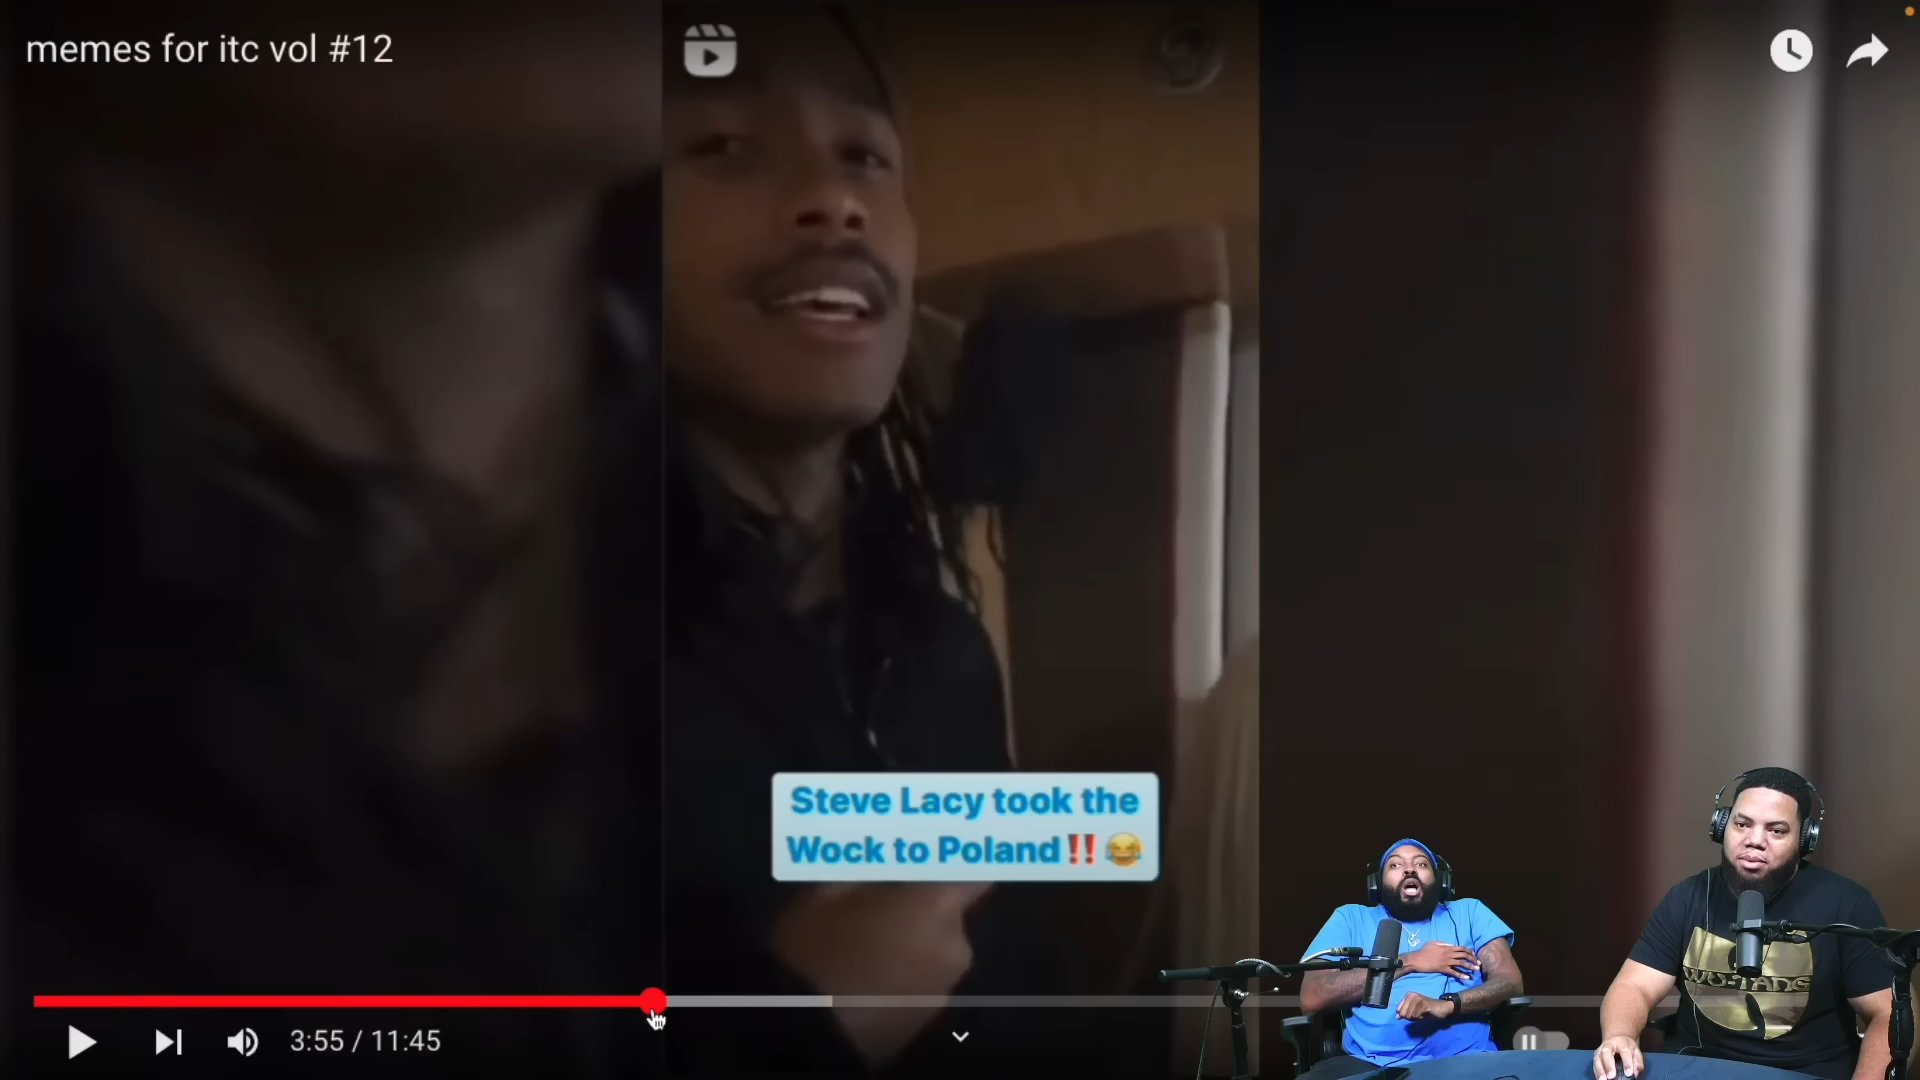 memes for itc vol #12
Steve Lacy took the
Wock to Poland‼️😂
WU-TANG
3:55 / 11:45